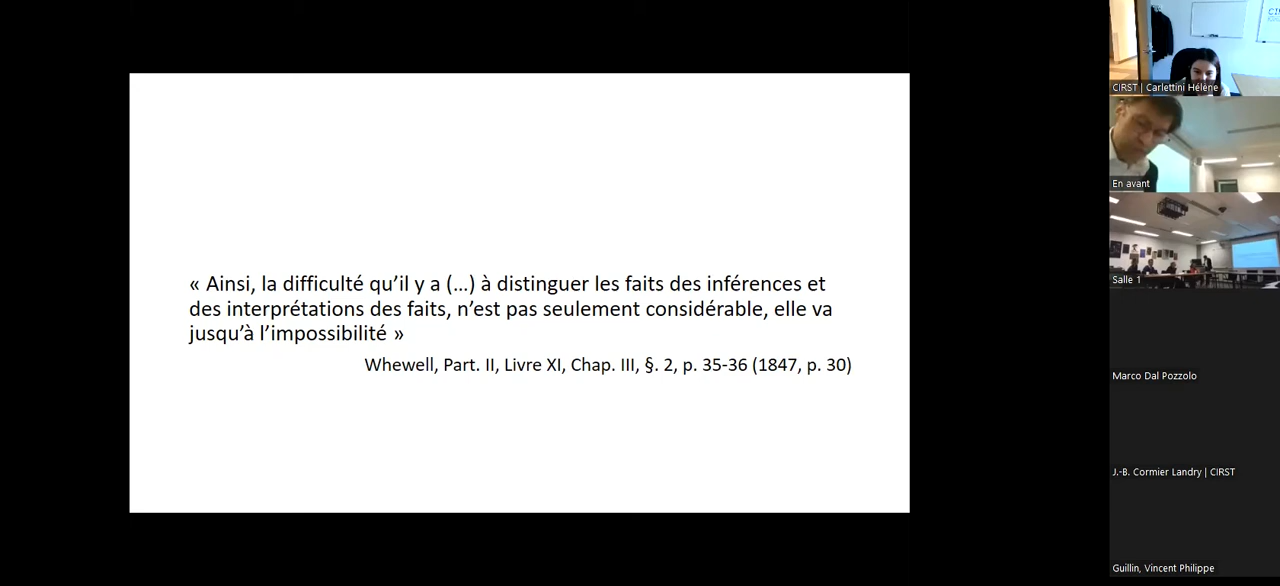 « Ainsi, la difficulté qu’il y a (…) à distinguer les faits des inférences et
des interprétations des faits, n’est pas seulement considérable, elle va
jusqu’à l’impossibilité »
Whewell, Part. II, Livre XI, Chap. III, §. 2, p. 35-36 (1847, p. 30)
CIRST | Carlettini Hélène
En avant
Salle 1
Marco Dal Pozzolo
J.-B. Cormier Landry | CIRST
Guillin, Vincent Philippe